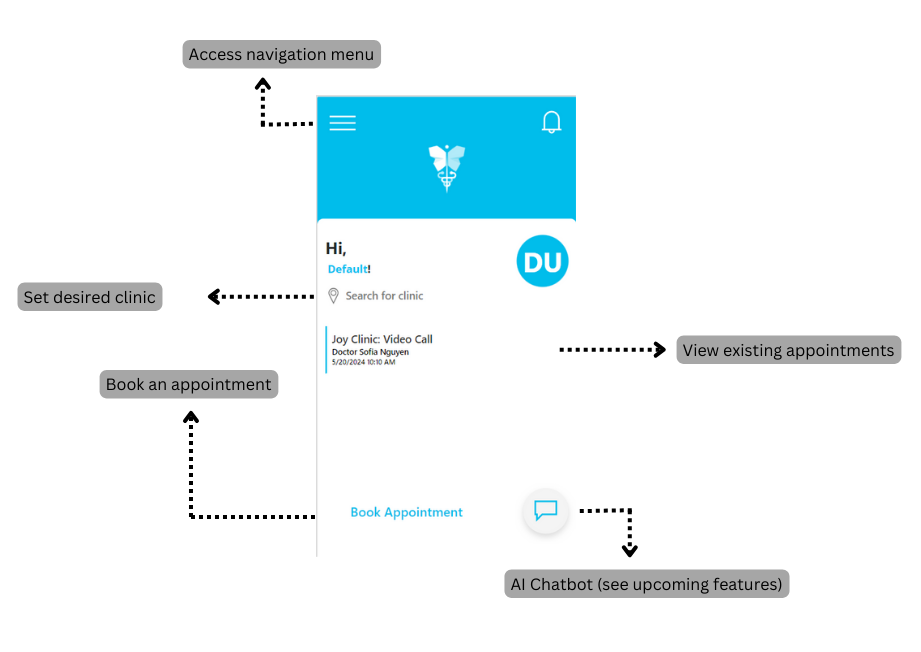 Access navigation menu
Hi,
DU
Default!
Set desired clinic
Search for clinic
Joy Clinic: Video Call
Doctor Sofia Nguyen
5/20/2024 10:10 AM
View existing appointments
Book an appointment
Book Appointment
AI Chatbot (see upcoming features)